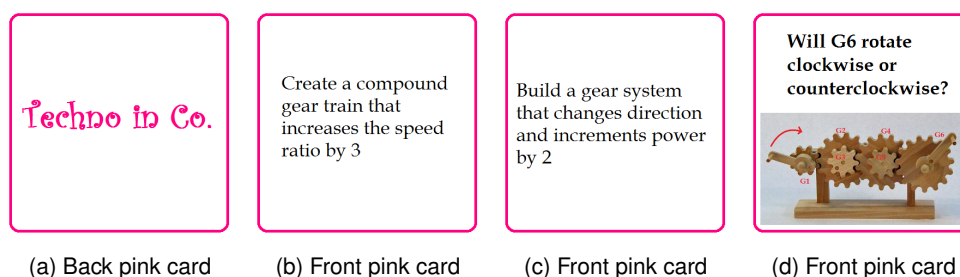 Techno in Co.
Create a compound
gear train that
increases the speed
ratio by 3
Build a gear system
that changes direction
and increments power
by 2
Will G6 rotate
clockwise or
counterclockwise?
G2
G4
G6
G3
G5
G1
(a) Back pink card
(b) Front pink card
(c) Front pink card
(d) Front pink card